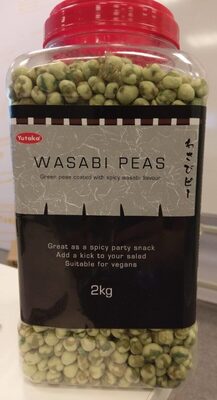 Yutaka
WASABI PEAS
Green peas coated with spicy wasabi flavour
わさびピー
Great as a spicy party snack
Add a kick to your salad
Suitable for vegans
2kg